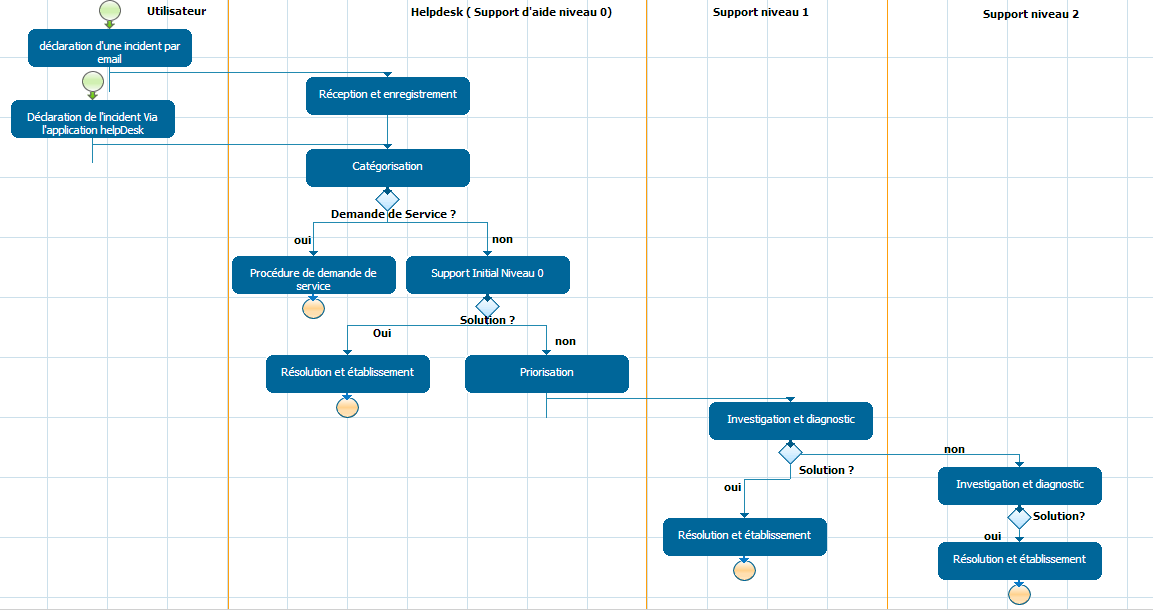 Utilisateur
Helpdesk ( Support d'aide niveau 0)
Support niveau 1
Support niveau 2
déclaration d'une incident par
email
Réception et enregistrement
Déclaration de l'incident Via
l'application helpDesk
Catégorisation
Demande de Service ?
oui
non
Procédure de demande de
service
Support Initial Niveau 0
Solution ?
Oui
non
Résolution et établissement
Priorisation
Investigation et diagnostic
Solution ?
non
oui
Investigation et diagnostic
Solution?
oui
Résolution et établissement
Résolution et établissement